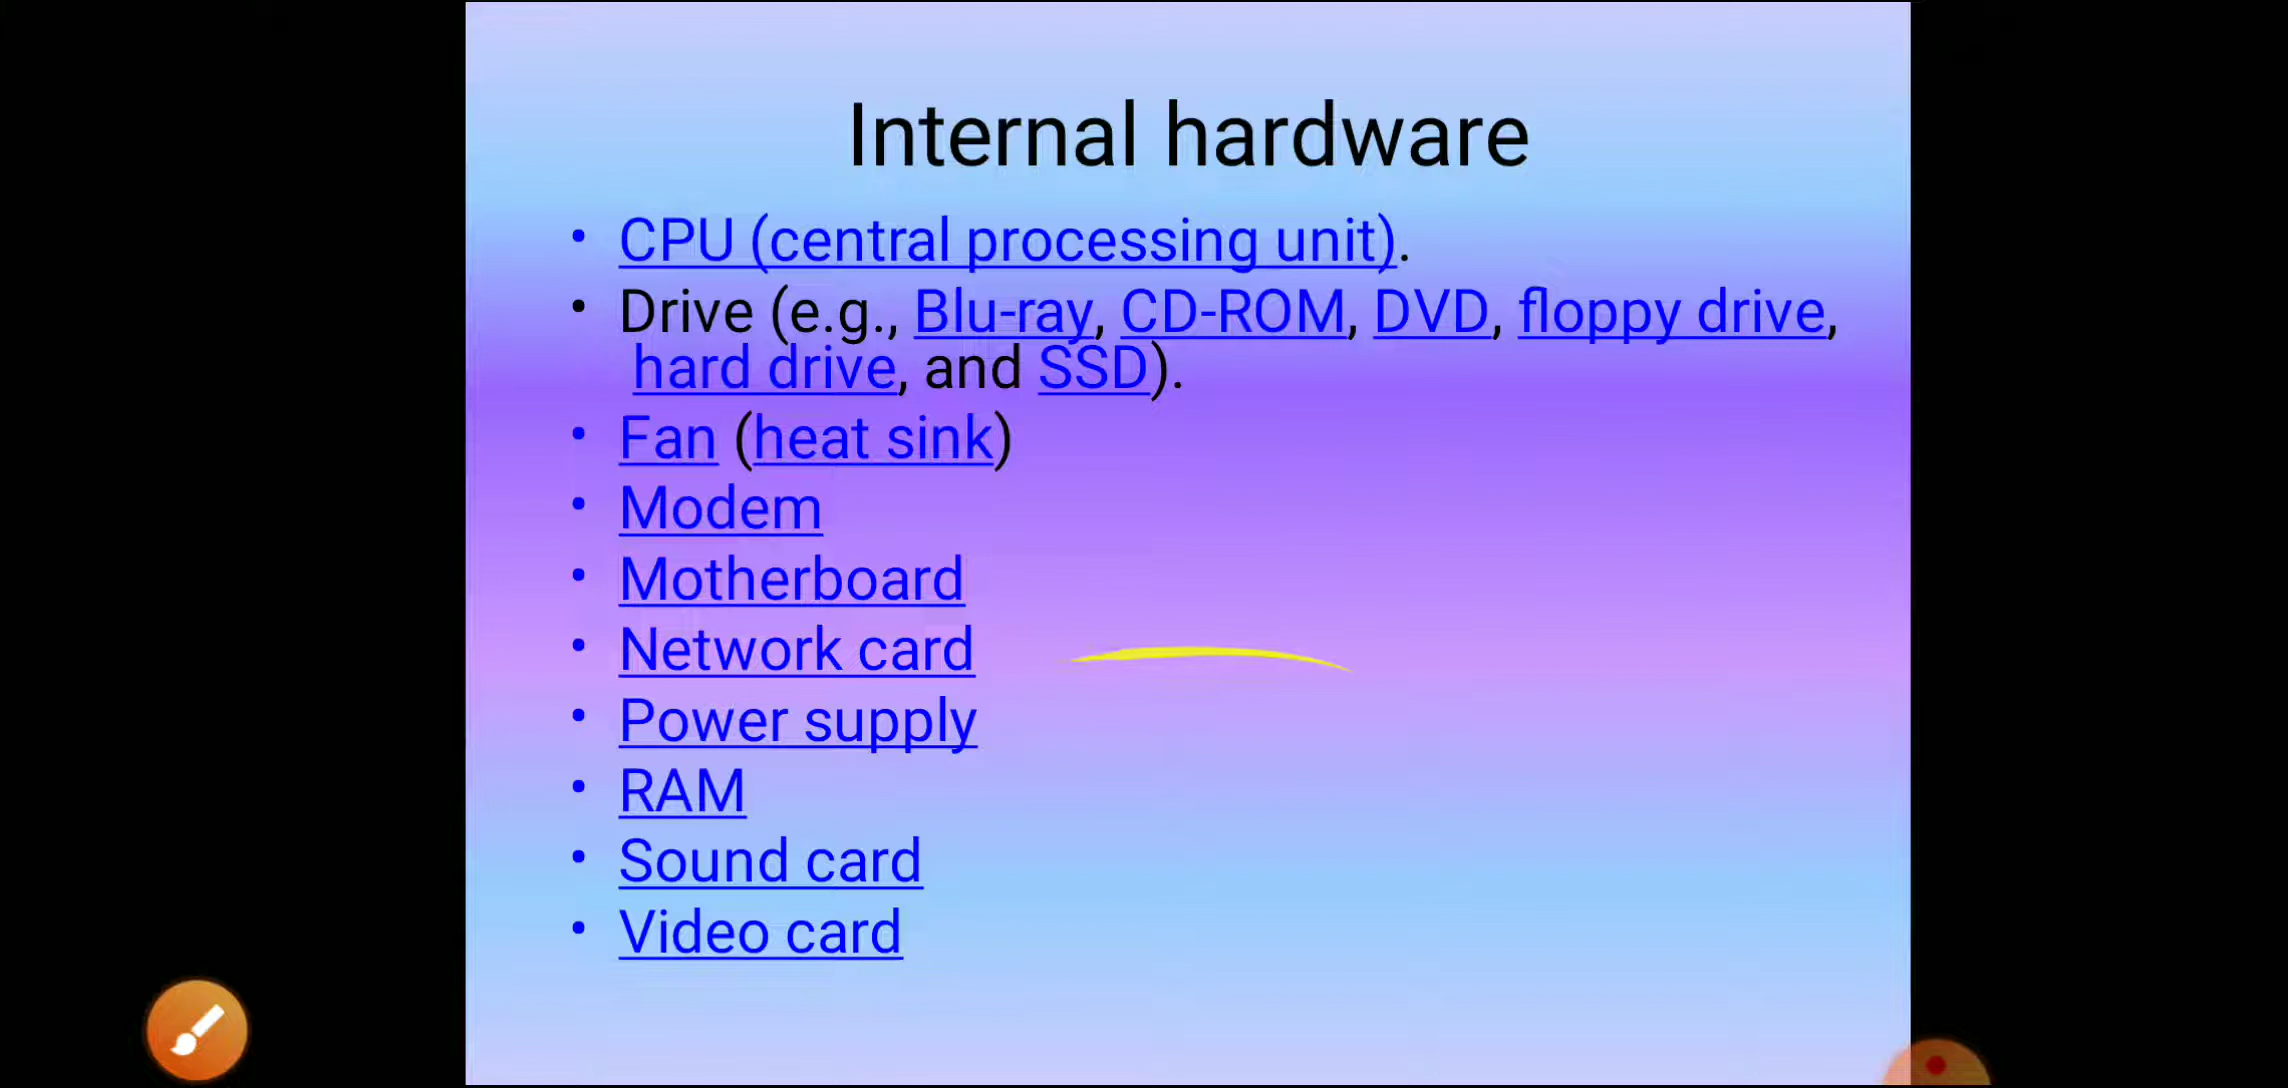 Internal hardware
• CPU (central processing unit).
• Drive (e.g., Blu-ray, CD-ROM, DVD, floppy drive,
hard drive, and SSD).
• Fan (heat sink)
• Modem
• Motherboard
• Network card
• Power supply
• RAM
• Sound card
• Video card